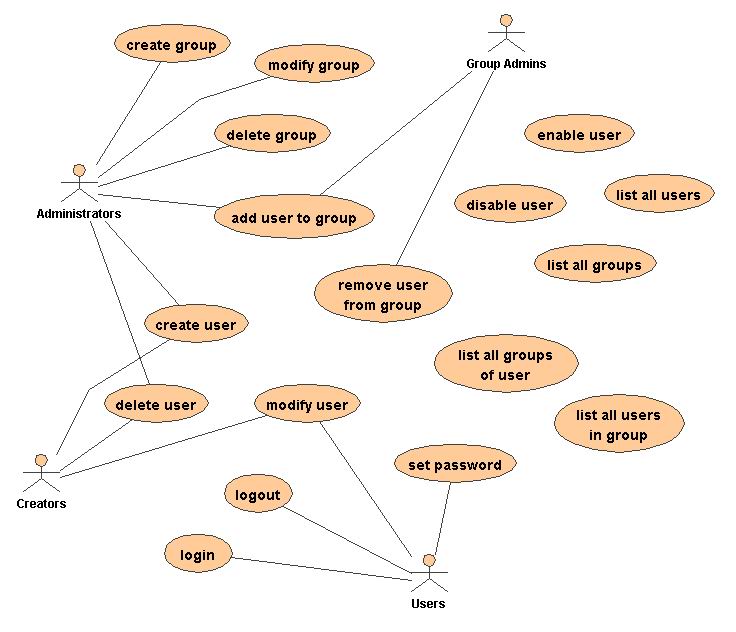 create group
modify group
Group Admins
delete group
enable user
Administrators
add user to group
disable user
list all users
list all groups
remove user
from group
create user
list all groups
of user
delete user
modify user
list all users
in group
set password
Creators
logout
login
Users